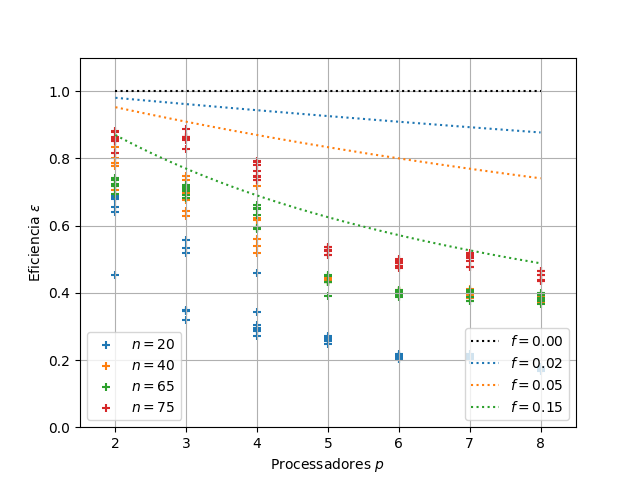 1.0
0.8
0.6
0.4
0.2
0.0
Eficiencia ε
n = 20
n = 40
n = 65
n = 75
f = 0.00
f = 0.02
f = 0.05
f = 0.15
2 3 4 5 6 7 8
Processadores p